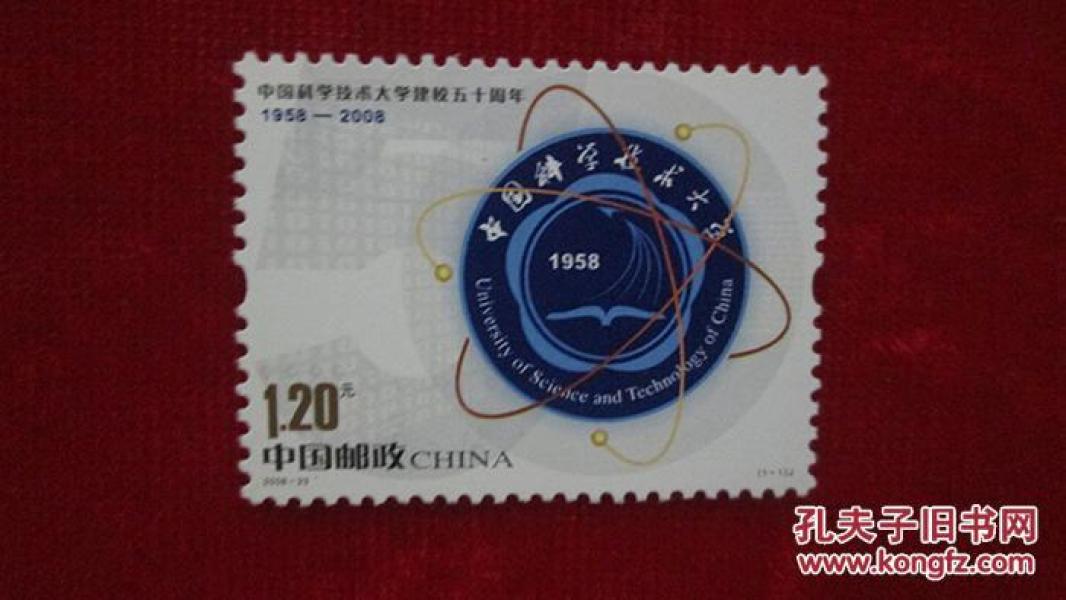 中国科学技术大学建校五十周年
1958—2008
中国科学技术大学
1958
University of Science and Technology of China
1.20元
中国邮政CHINA
2008-23
(1-1)J
孔夫子旧书网
www.kongfz.com